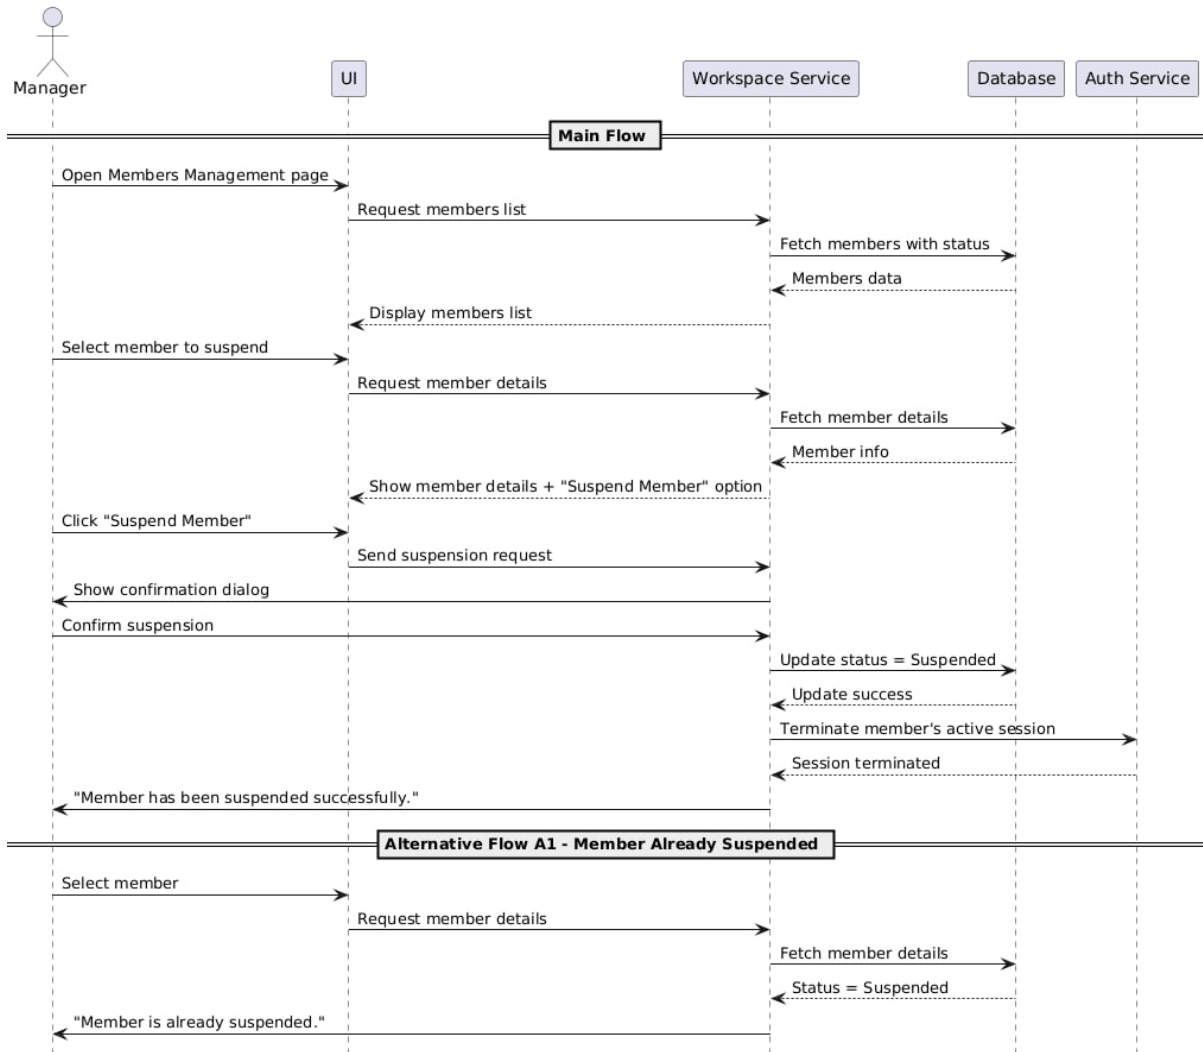 Manager
UI
Workspace Service
Database
Auth Service
Main Flow
Open Members Management page
Request members list
Fetch members with status
Members data
Display members list
Select member to suspend
Request member details
Fetch member details
Member info
Show member details + "Suspend Member" option
Click "Suspend Member"
Send suspension request
Show confirmation dialog
Confirm suspension
Update status = Suspended
Update success
Terminate member's active session
Session terminated
"Member has been suspended successfully."
Alternative Flow A1 - Member Already Suspended
Select member
Request member details
Fetch member details
Status = Suspended
"Member is already suspended."